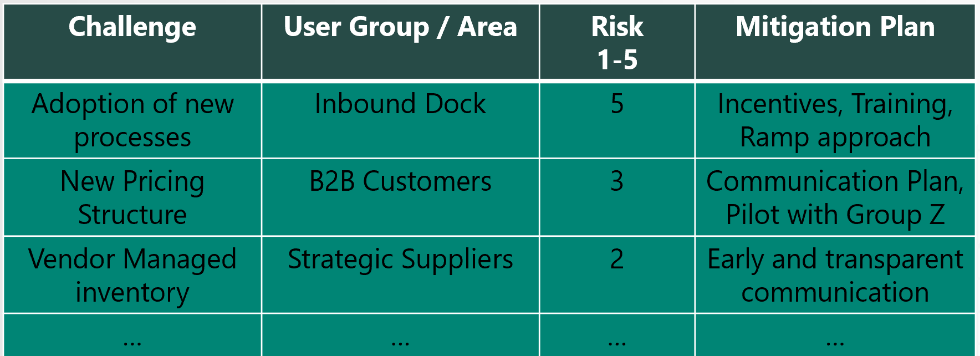 Challenge
User Group / Area
Risk
1-5
Mitigation Plan
Adoption of new
processes
Inbound Dock
5
Incentives, Training,
Ramp approach
New Pricing
Structure
B2B Customers
3
Communication Plan,
Pilot with Group Z
Vendor Managed
inventory
Strategic Suppliers
2
Early and transparent
communication
...
...
...
...